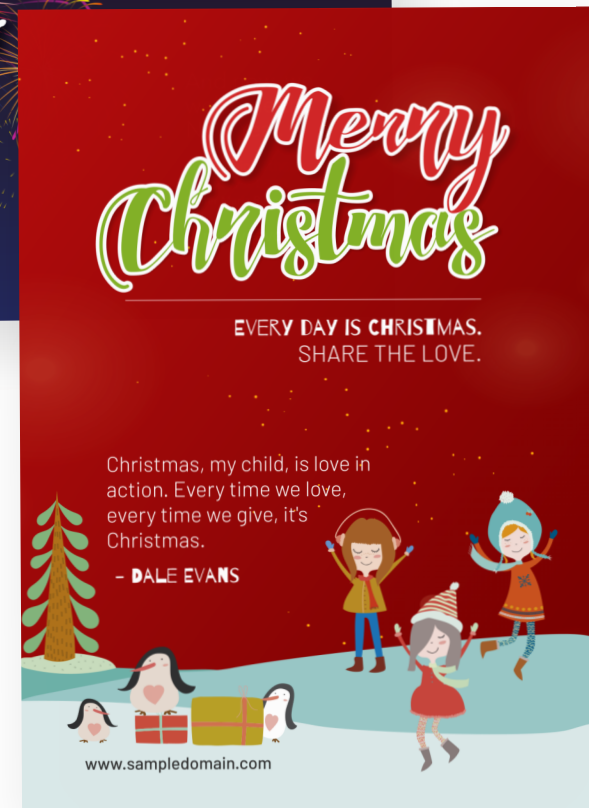 Merry
Christmas
EVERY DAY IS CHRISTMAS.
SHARE THE LOVE.
Christmas, my child, is love in
action. Every time we love,
every time we give, it's
Christmas.
– DALE EVANS
www.sampledomain.com